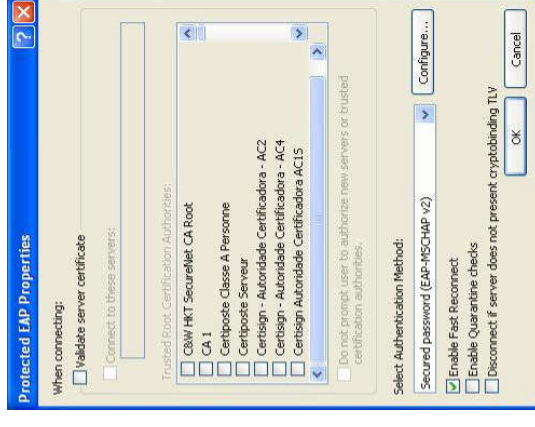 Protected EAP Properties
When connecting:
Validate server certificate
Connect to these servers:
Trusted Root Certification Authorities:
C&W HKT SecureNet CA Root
CA 1
Certiposte Classe A Personne
Certiposte Serveur
Certisign - Autoridade Certificadora - AC2
Certisign - Autoridade Certificadora - AC4
Certisign Autoridade Certificadora AC1S
Do not prompt user to authorize new servers or trusted
certification authorities.
Select Authentication Method:
Secured password (EAP-MSCHAP v2)
Configure...
Enable Fast Reconnect
Enable Quarantine checks
Disconnect if server does not present cryptobinding TLV
OK
Cancel